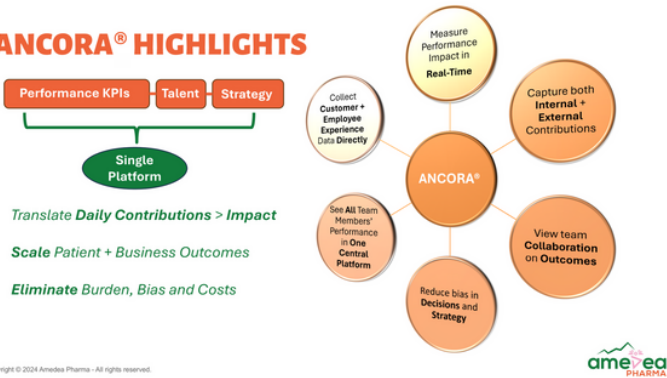 ANCORA® HIGHLIGHTS
Performance KPIs
Talent
Strategy
Single
Platform
Translate Daily Contributions > Impact
Scale Patient + Business Outcomes
Eliminate Burden, Bias and Costs
Measure
Performance
Impact in
Real-Time
Capture both
Internal +
External
Contributions
View team
Collaboration
on Outcomes
Reduce bias in
Decisions and
Strategy
See All Team
Members'
Performance
in One
Central
Platform
Collect
Customer +
Employee
Experience
Data Directly
ANCORA®
right © 2024 Amedea Pharma - All rights reserved.
amedea
PHARMA